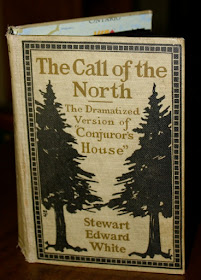 The Call of the
North
The Dramatized
Version of
"Conjuror's
House"
Stewart
Edward
White